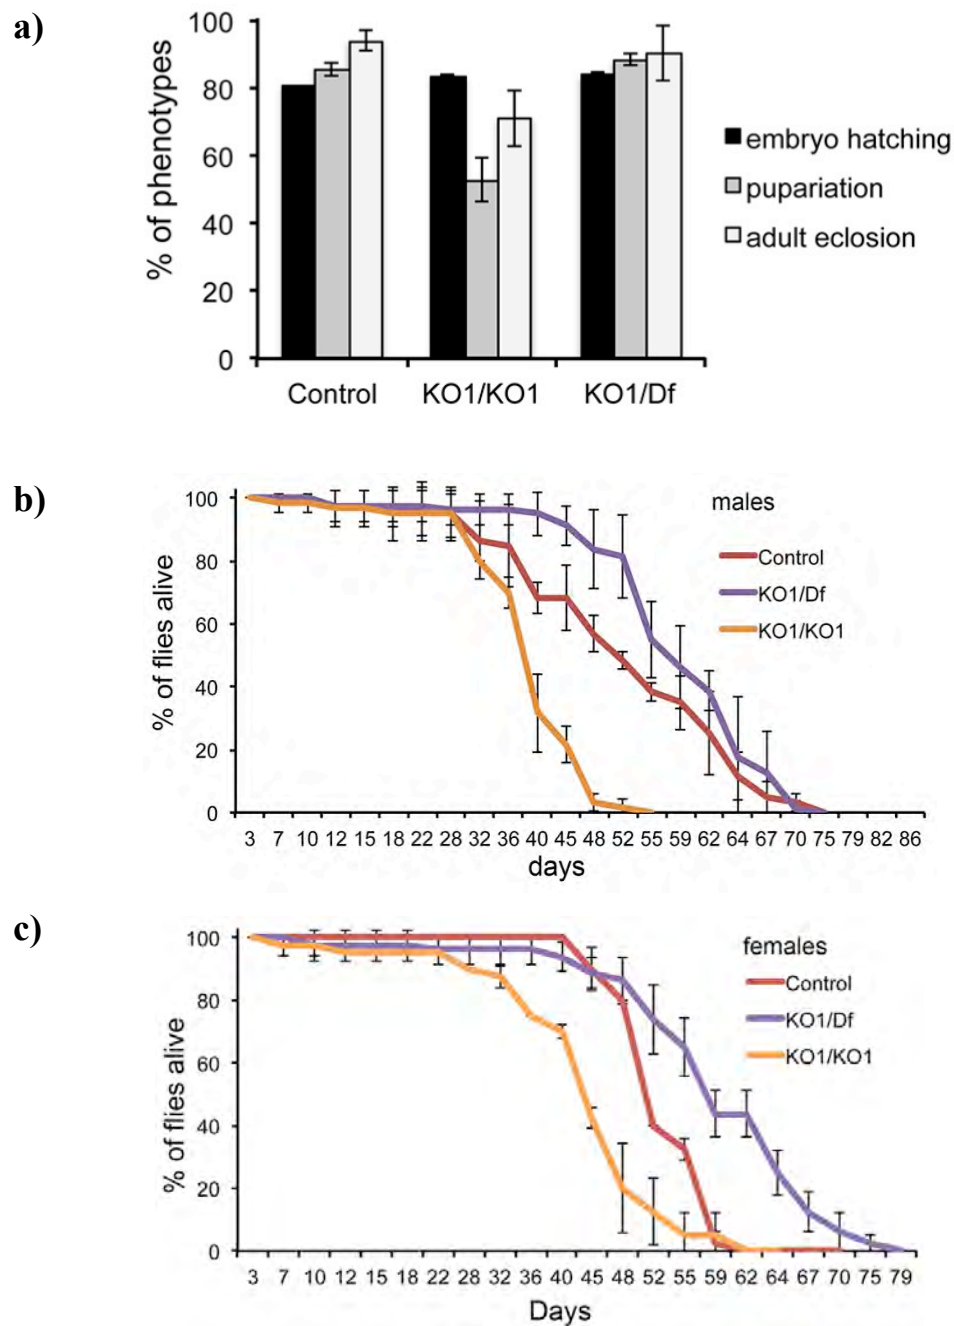 a)
100
80
60
40
20
0
% of phenotypes
Control KO1/KO1 KO1/Df
embryo hatching
pupariation
adult eclosion
b)
100
80
60
40
20
0
% of flies alive
males
Control
KO1/Df
KO1/KO1
3 7 10 12 15 18 22 28 32 36 40 45 48 52 55 59 62 64 67 70 75 79 82 86
days
c)
100
80
60
40
20
0
% of flies alive
females
Control
KO1/Df
KO1/KO1
3 7 10 12 15 18 22 28 32 36 40 45 48 52 55 59 62 64 67 70 75 79
Days